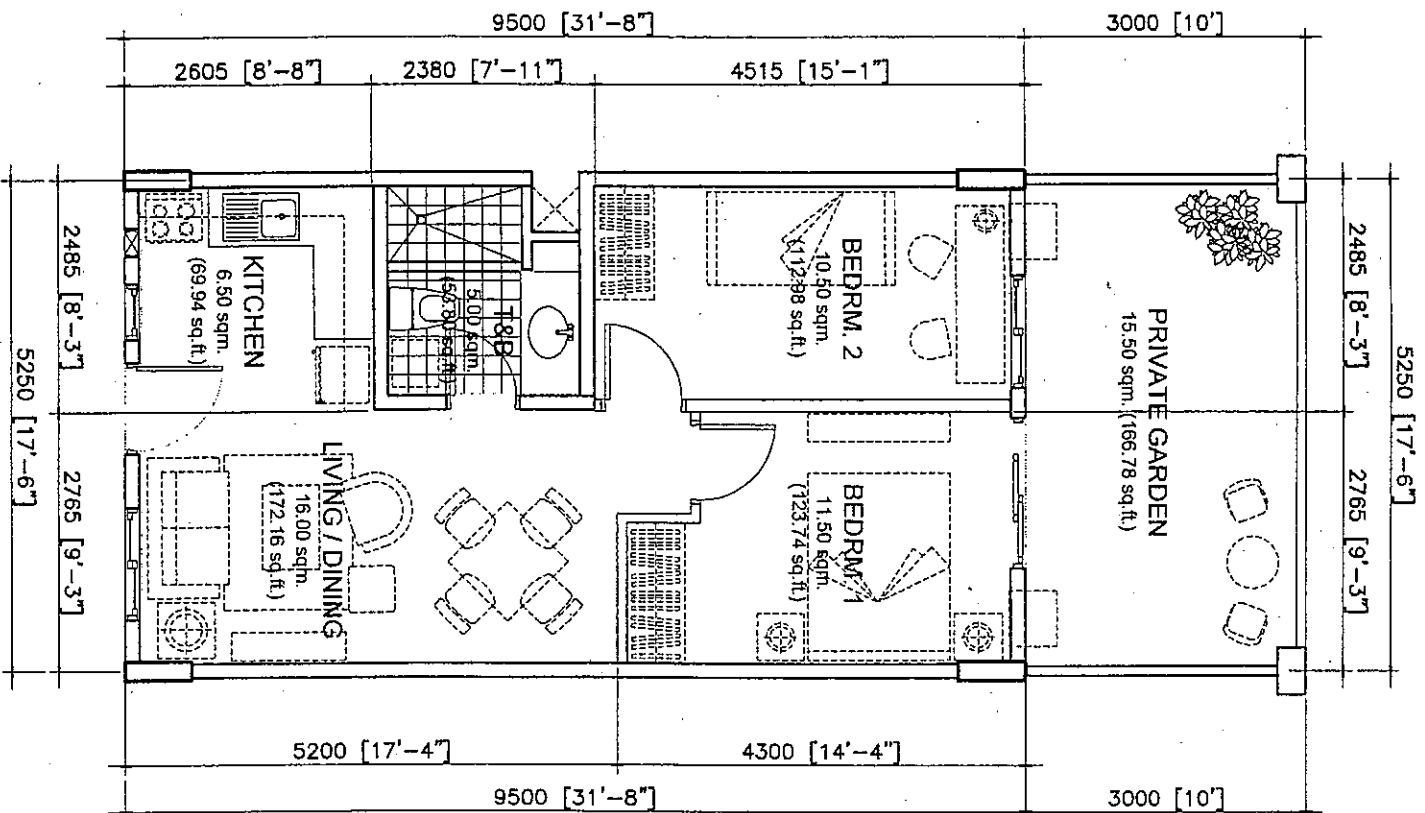 9500 [31'-8"]
3000 [10']
2605 [8'-8"]
2380 [7'-11"]
4515 [15'-1"]
5250 [17'-6"]
2485 [8'-3"]
2765 [9'-3"]
KITCHEN
6.50 sqm.
(69.94 sq.ft.)
T&B
5.00 sqm.
BEDRM. 2
10.50 sqm.
(112.98 sq.ft.)
LIVING / DINING
16.00 sqm.
(172.16 sq.ft.)
BEDRM. 1
11.50 sqm.
(123.74 sq.ft.)
PRIVATE GARDEN
15.50 sqm. (166.78 sq.ft.)
2485 [8'-3"]
2765 [9'-3"]
5250 [17'-6"]
5200 [17'-4"]
4300 [14'-4"]
9500 [31'-8"]
3000 [10']